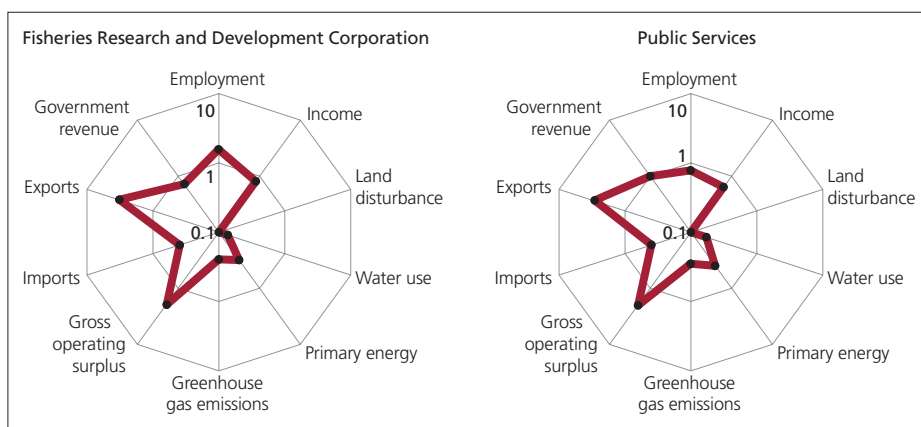 Fisheries Research and Development Corporation
Employment
Income
Land
disturbance
Water use
Primary energy
Greenhouse
gas emissions
Gross
operating
surplus
Imports
Exports
Government
revenue
10
1
0.1
Public Services
Employment
Income
Land
disturbance
Water use
Primary energy
Greenhouse
gas emissions
Gross
operating
surplus
Imports
Exports
Government
revenue
10
1
0.1